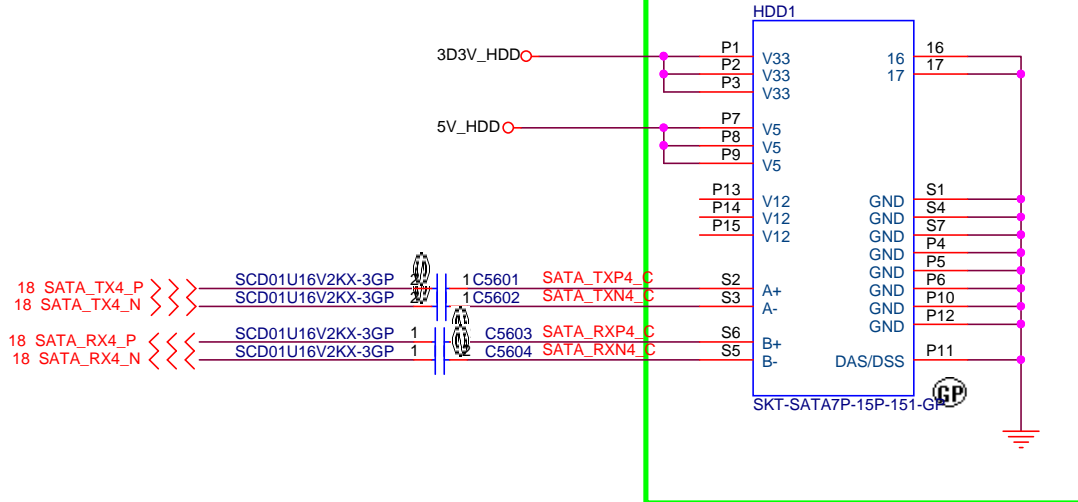 HDD1
3D3V_HDD P1 V33 16 16
P2 V33 17 17
P3 V33
5V_HDD P7 V5
P8 V5
P9 V5
P13 V12 GND S1
P14 V12 GND S4
P15 V12 GND S7
GND P4
GND P5
18 SATA_TX4_P SCD01U16V2KX-3GP 2 1 C5601 SATA_TXP4_C S2 A+ GND P6
18 SATA_TX4_N SCD01U16V2KX-3GP 2 1 C5602 SATA_TXN4_C S3 A- GND P10
GND P12
18 SATA_RX4_P SCD01U16V2KX-3GP 1 C5603 SATA_RXP4_C S6 B+
18 SATA_RX4_N SCD01U16V2KX-3GP 1 2 C5604 SATA_RXN4_C S5 B- DAS/DSS P11
SKT-SATA7P-15P-151-GP
GP